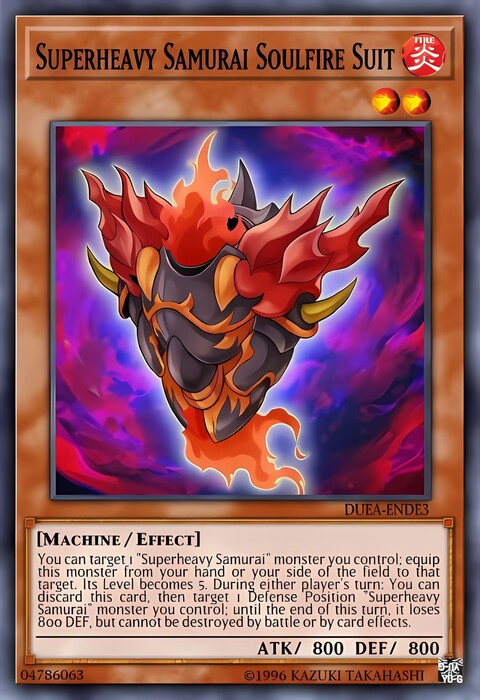 SUPERHEAVY SAMURAI SOULFIRE SUIT
FIRE
炎
DUEA-ENDE3
[MACHINE / EFFECT]
You can target 1 "Superheavy Samurai" monster you control; equip
this monster from your hand or your side of the field to that
target. Its Level becomes 5. During either player's turn: You can
discard this card, then target 1 Defense Position "Superheavy
Samurai" monster you control; until the end of this turn, it loses
800 DEF, but cannot be destroyed by battle or by card effects.
ATK/ 800 DEF/ 800
04786063
©1996 KAZUKI TAKAHASHI